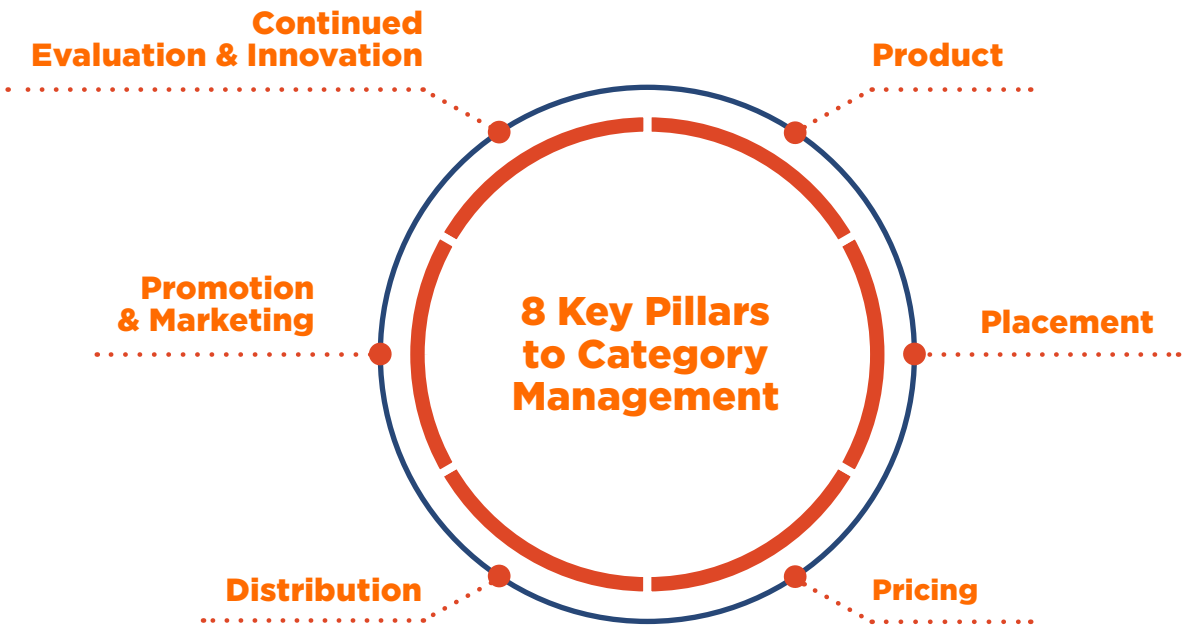 Continued
Evaluation & Innovation
Product
Promotion
& Marketing
8 Key Pillars
to Category
Management
Placement
Distribution
Pricing